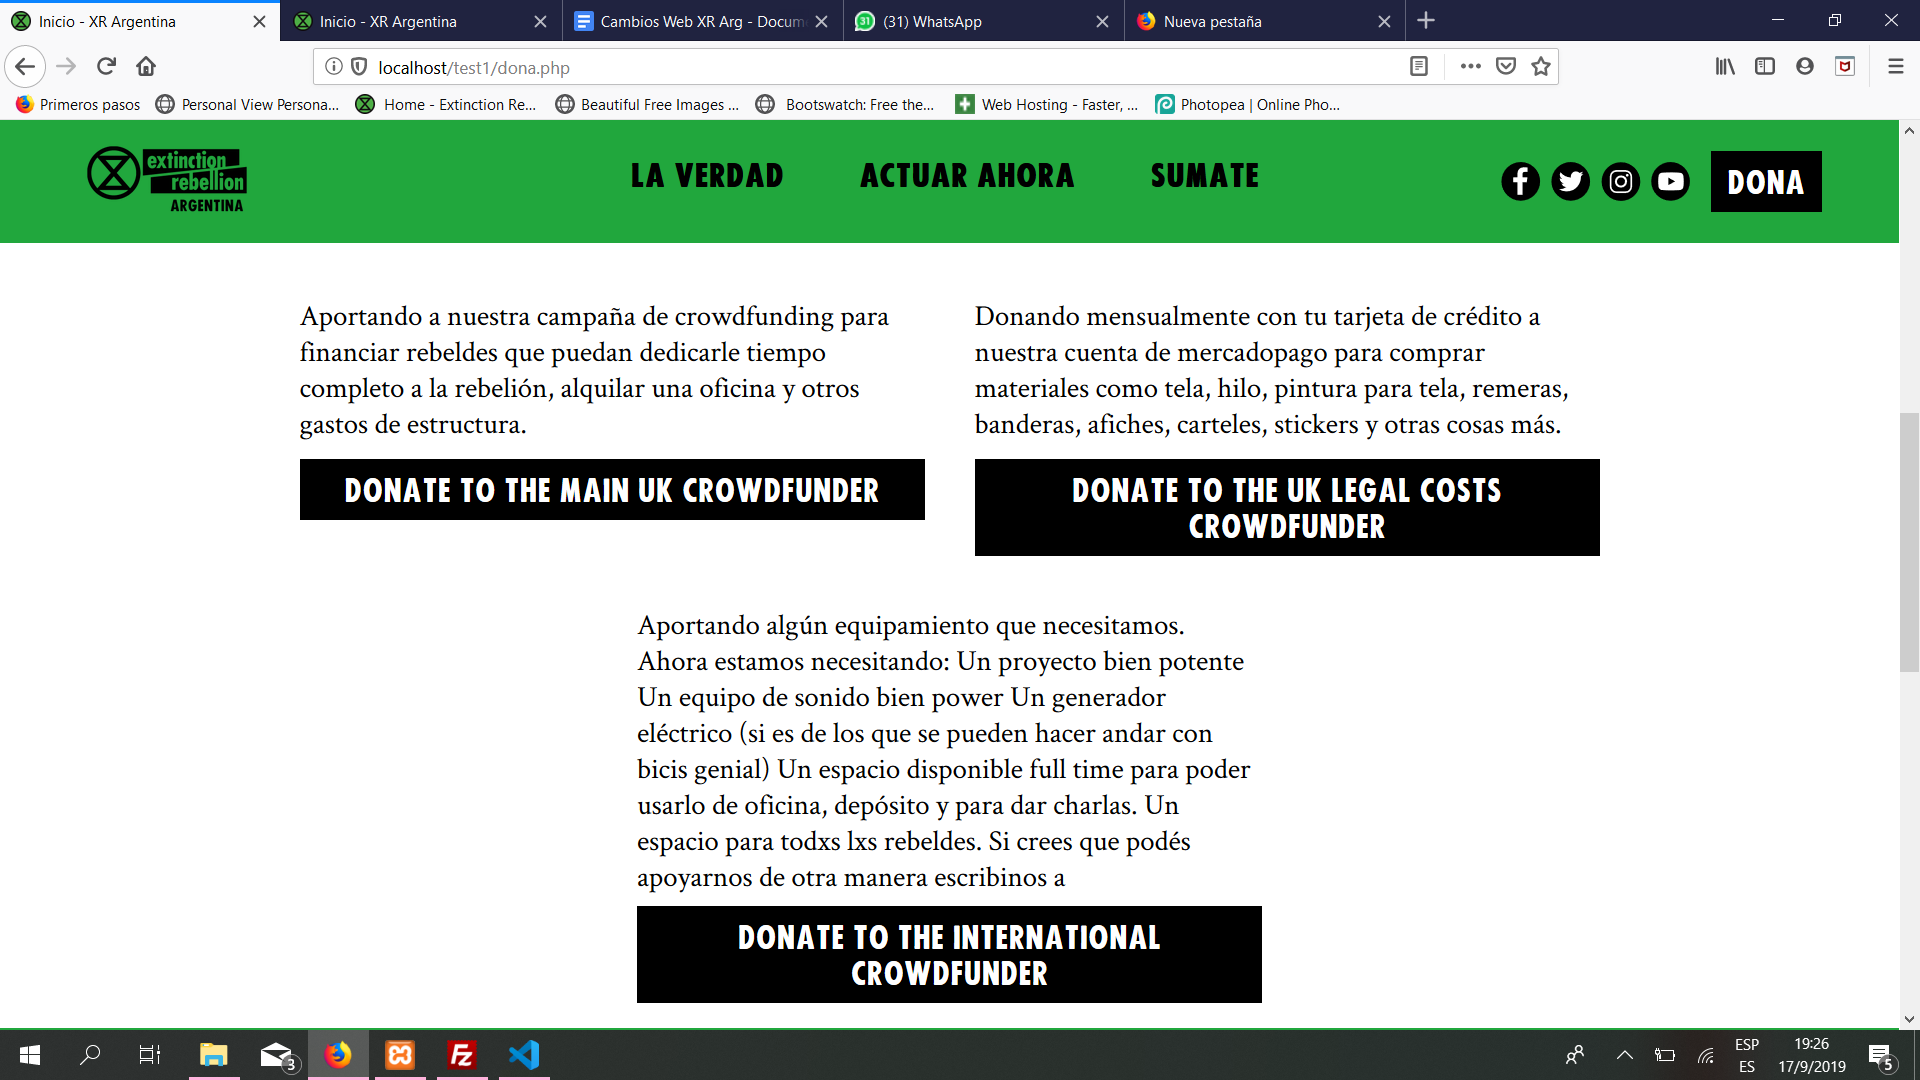 Inicio - XR Argentina
Inicio - XR Argentina
Cambios Web XR Arg - Docum
(31) WhatsApp
Nueva pestaña
localhost/test1/dona.php
Primeros pasos
Personal View Persona...
Home - Extinction Re...
Beautiful Free Images ...
Bootswatch: Free the...
Web Hosting - Faster, ...
Photopea | Online Pho...
extinction
rebellion
ARGENTINA
LA VERDAD
ACTUAR AHORA
SUMATE
DONA
Aportando a nuestra campaña de crowdfunding para
financiar rebeldes que puedan dedicarle tiempo
completo a la rebelión, alquilar una oficina y otros
gastos de estructura.
DONATE TO THE MAIN UK CROWDFUNDER
Donando mensualmente con tu tarjeta de crédito a
nuestra cuenta de mercadopago para comprar
materiales como tela, hilo, pintura para tela, remeras,
banderas, afiches, carteles, stickers y otras cosas más.
DONATE TO THE UK LEGAL COSTS
CROWDFUNDER
Aportando algún equipamiento que necesitamos.
Ahora estamos necesitando: Un proyecto bien potente
Un equipo de sonido bien power Un generador
eléctrico (si es de los que se pueden hacer andar con
bicis genial) Un espacio disponible full time para poder
usarlo de oficina, depósito y para dar charlas. Un
espacio para todxs lxs rebeldes. Si crees que podés
apoyarnos de otra manera escribinos a
DONATE TO THE INTERNATIONAL
CROWDFUNDER
3
ESP
ES
19:26
17/9/2019
5